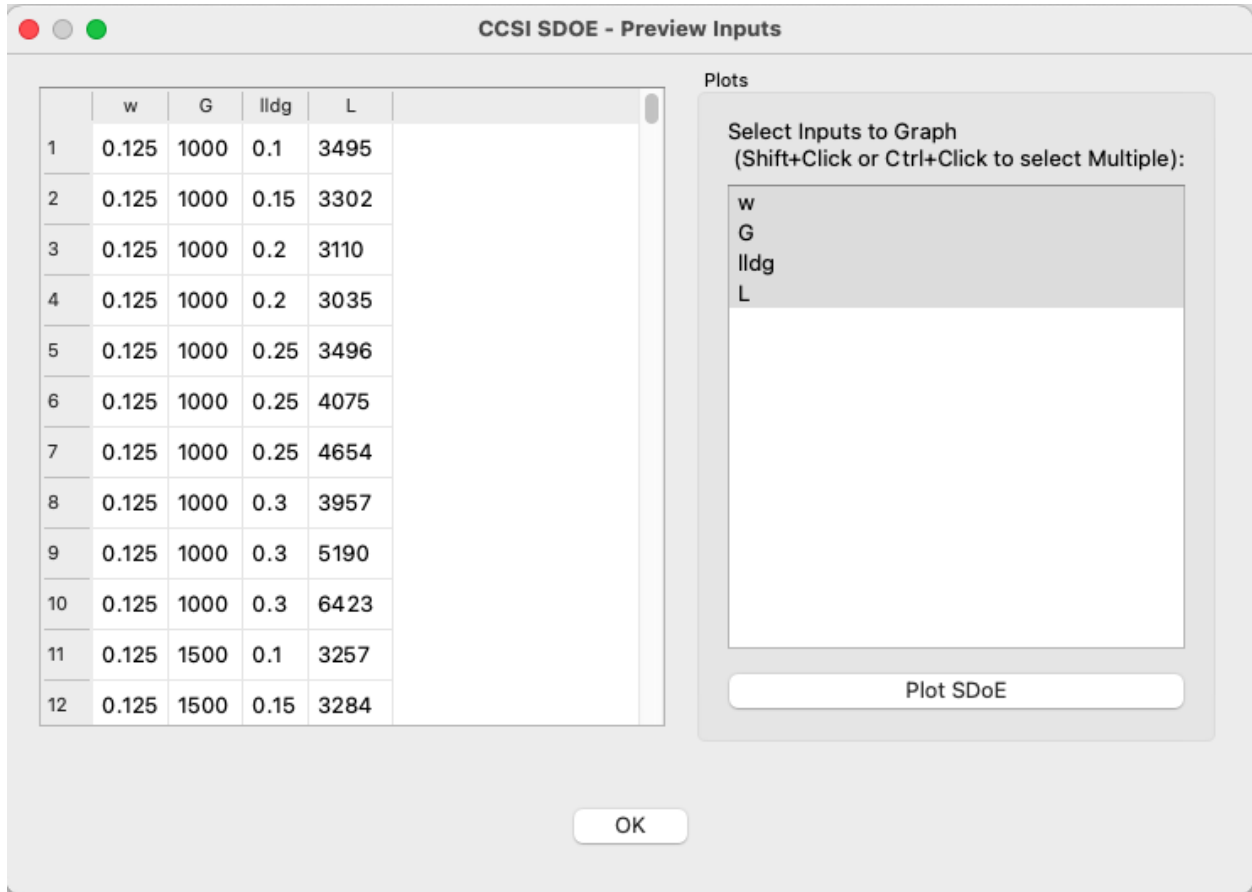 CCSI SDOE - Preview Inputs
w G lldg L
1 0.125 1000 0.1 3495
2 0.125 1000 0.15 3302
3 0.125 1000 0.2 3110
4 0.125 1000 0.2 3035
5 0.125 1000 0.25 3496
6 0.125 1000 0.25 4075
7 0.125 1000 0.25 4654
8 0.125 1000 0.3 3957
9 0.125 1000 0.3 5190
10 0.125 1000 0.3 6423
11 0.125 1500 0.1 3257
12 0.125 1500 0.15 3284
Plots
Select Inputs to Graph
(Shift+Click or Ctrl+Click to select Multiple):
w
G
lldg
L
Plot SDoE
OK